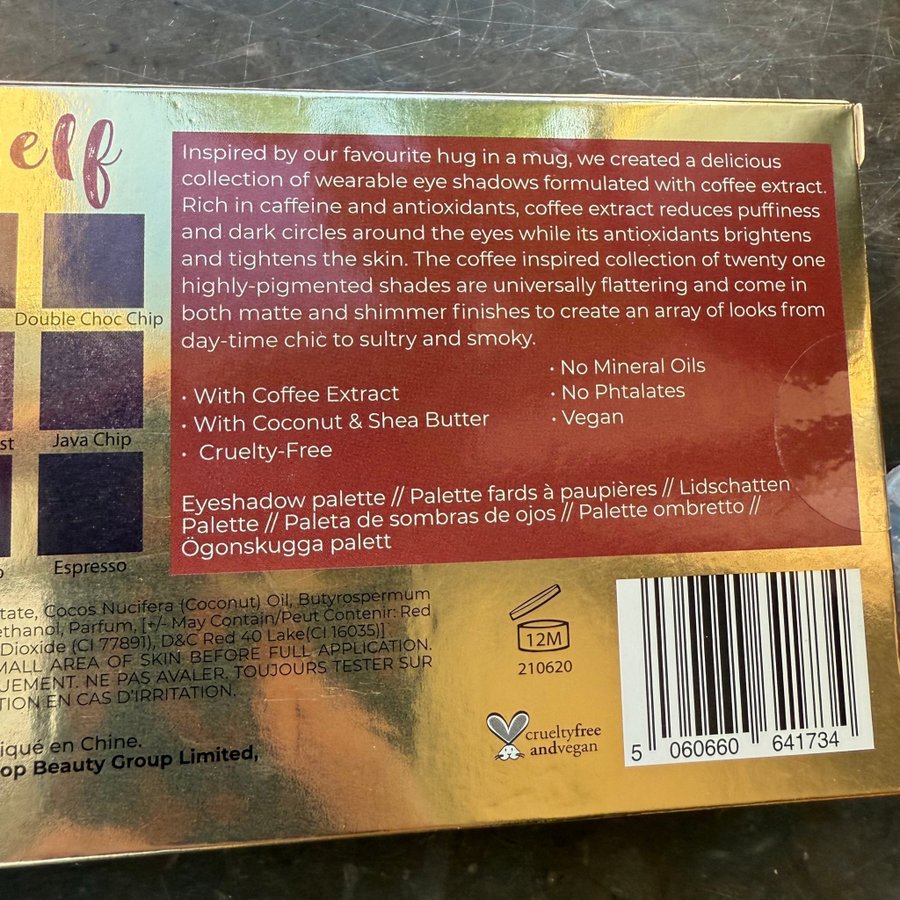 elf
Inspired by our favourite hug in a mug, we created a delicious
collection of wearable eye shadows formulated with coffee extract.
Rich in caffeine and antioxidants, coffee extract reduces puffiness
and dark circles around the eyes while its antioxidants brightens
and tightens the skin. The coffee inspired collection of twenty one
highly-pigmented shades are universally flattering and come in
both matte and shimmer finishes to create an array of looks from
day-time chic to sultry and smoky.
• With Coffee Extract
• With Coconut & Shea Butter
• Cruelty-Free
• No Mineral Oils
• No Phtalates
• Vegan
Eyeshadow palette // Palette fards à paupières // Lidschatten
Palette // Paleta de sombras de ojos // Palette ombretto //
Ögonskugga palett
Double Choc Chip
st
Java Chip
Espresso
tate, Cocos Nucifera (Coconut) Oil, Butyrospermum
ethanol, Parfum, [+/- May Contain/Peut Contenir: Red
Dioxide (CI 77891), D&C Red 40 Lake(CI 16035)]
MALL AREA OF SKIN BEFORE FULL APPLICATION.
QUEMENT. NE PAS AVALER. TOUJOURS TESTER SUR
TION EN CAS D'IRRITATION.
iqué en Chine.
op Beauty Group Limited,
12M
210620
crueltyfree
andvegan
5 060660 641734